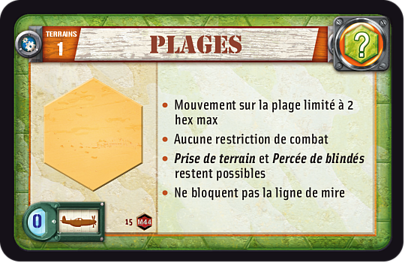 TERRAINS
1
PLAGES
?
• Mouvement sur la plage limité à 2
hex max
• Aucune restriction de combat
• Prise de terrain et Percée de blindés
restent possibles
• Ne bloquent pas la ligne de mire
0
15 M44